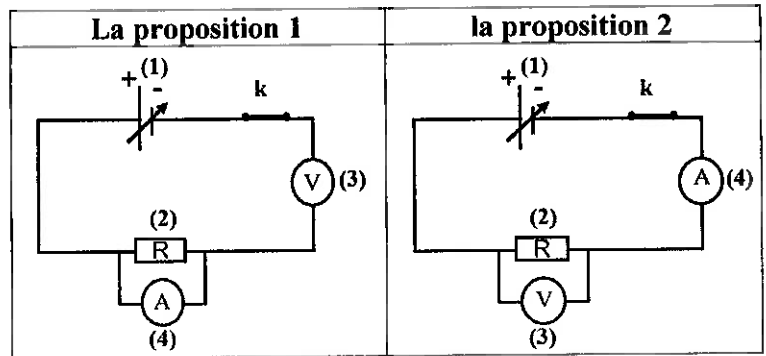 La proposition 1
la proposition 2
+ (1) -
k
V (3)
(2)
R
A
(4)
+ (1) -
k
A (4)
(2)
R
V
(3)